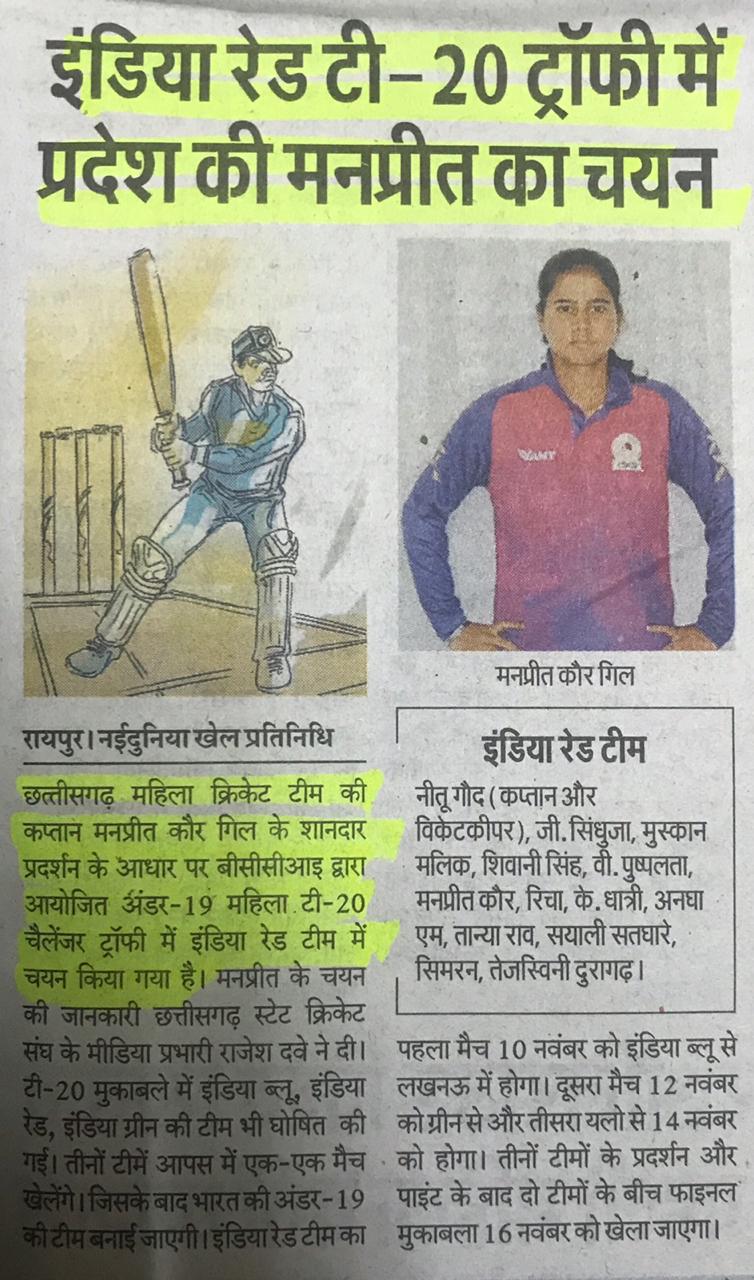 इंडिया रेड टी-20 ट्रॉफी में
प्रदेश की मनप्रीत का चयन
मनप्रीत कौर गिल
रायपुर। नईदुनिया खेल प्रतिनिधि
छत्तीसगढ़ महिला क्रिकेट टीम की
कप्तान मनप्रीत कौर गिल के शानदार
प्रदर्शन के आधार पर बीसीसीआइ द्वारा
आयोजित अंडर-19 महिला टी-20
चैलेंजर ट्रॉफी में इंडिया रेड टीम में
चयन किया गया है। मनप्रीत के चयन
की जानकारी छत्तीसगढ़ स्टेट क्रिकेट
संघ के मीडिया प्रभारी राजेश दवे ने दी।
टी-20 मुकाबले में इंडिया ब्लू, इंडिया
रेड, इंडिया ग्रीन की टीम भी घोषित की
गई। तीनों टीमें आपस में एक-एक मैच
खेलेंगे। जिसके बाद भारत की अंडर-19
की टीम बनाई जाएगी। इंडिया रेड टीम का
इंडिया रेड टीम
नीतू गौद (कप्तान और
विकेटकीपर), जी. सिंधुजा, मुस्कान
मलिक, शिवानी सिंह, वी. पुष्पलता,
मनप्रीत कौर, रिचा, के. धात्री, अनघा
एम, तान्या राव, सयाली सतघारे,
सिमरन, तेजस्विनी दुरागढ़।
पहला मैच 10 नवंबर को इंडिया ब्लू से
लखनऊ में होगा। दूसरा मैच 12 नवंबर
को ग्रीन से और तीसरा यलो से 14 नवंबर
को होगा। तीनों टीमों के प्रदर्शन और
पाइंट के बाद दो टीमों के बीच फाइनल
मुकाबला 16 नवंबर को खेला जाएगा।